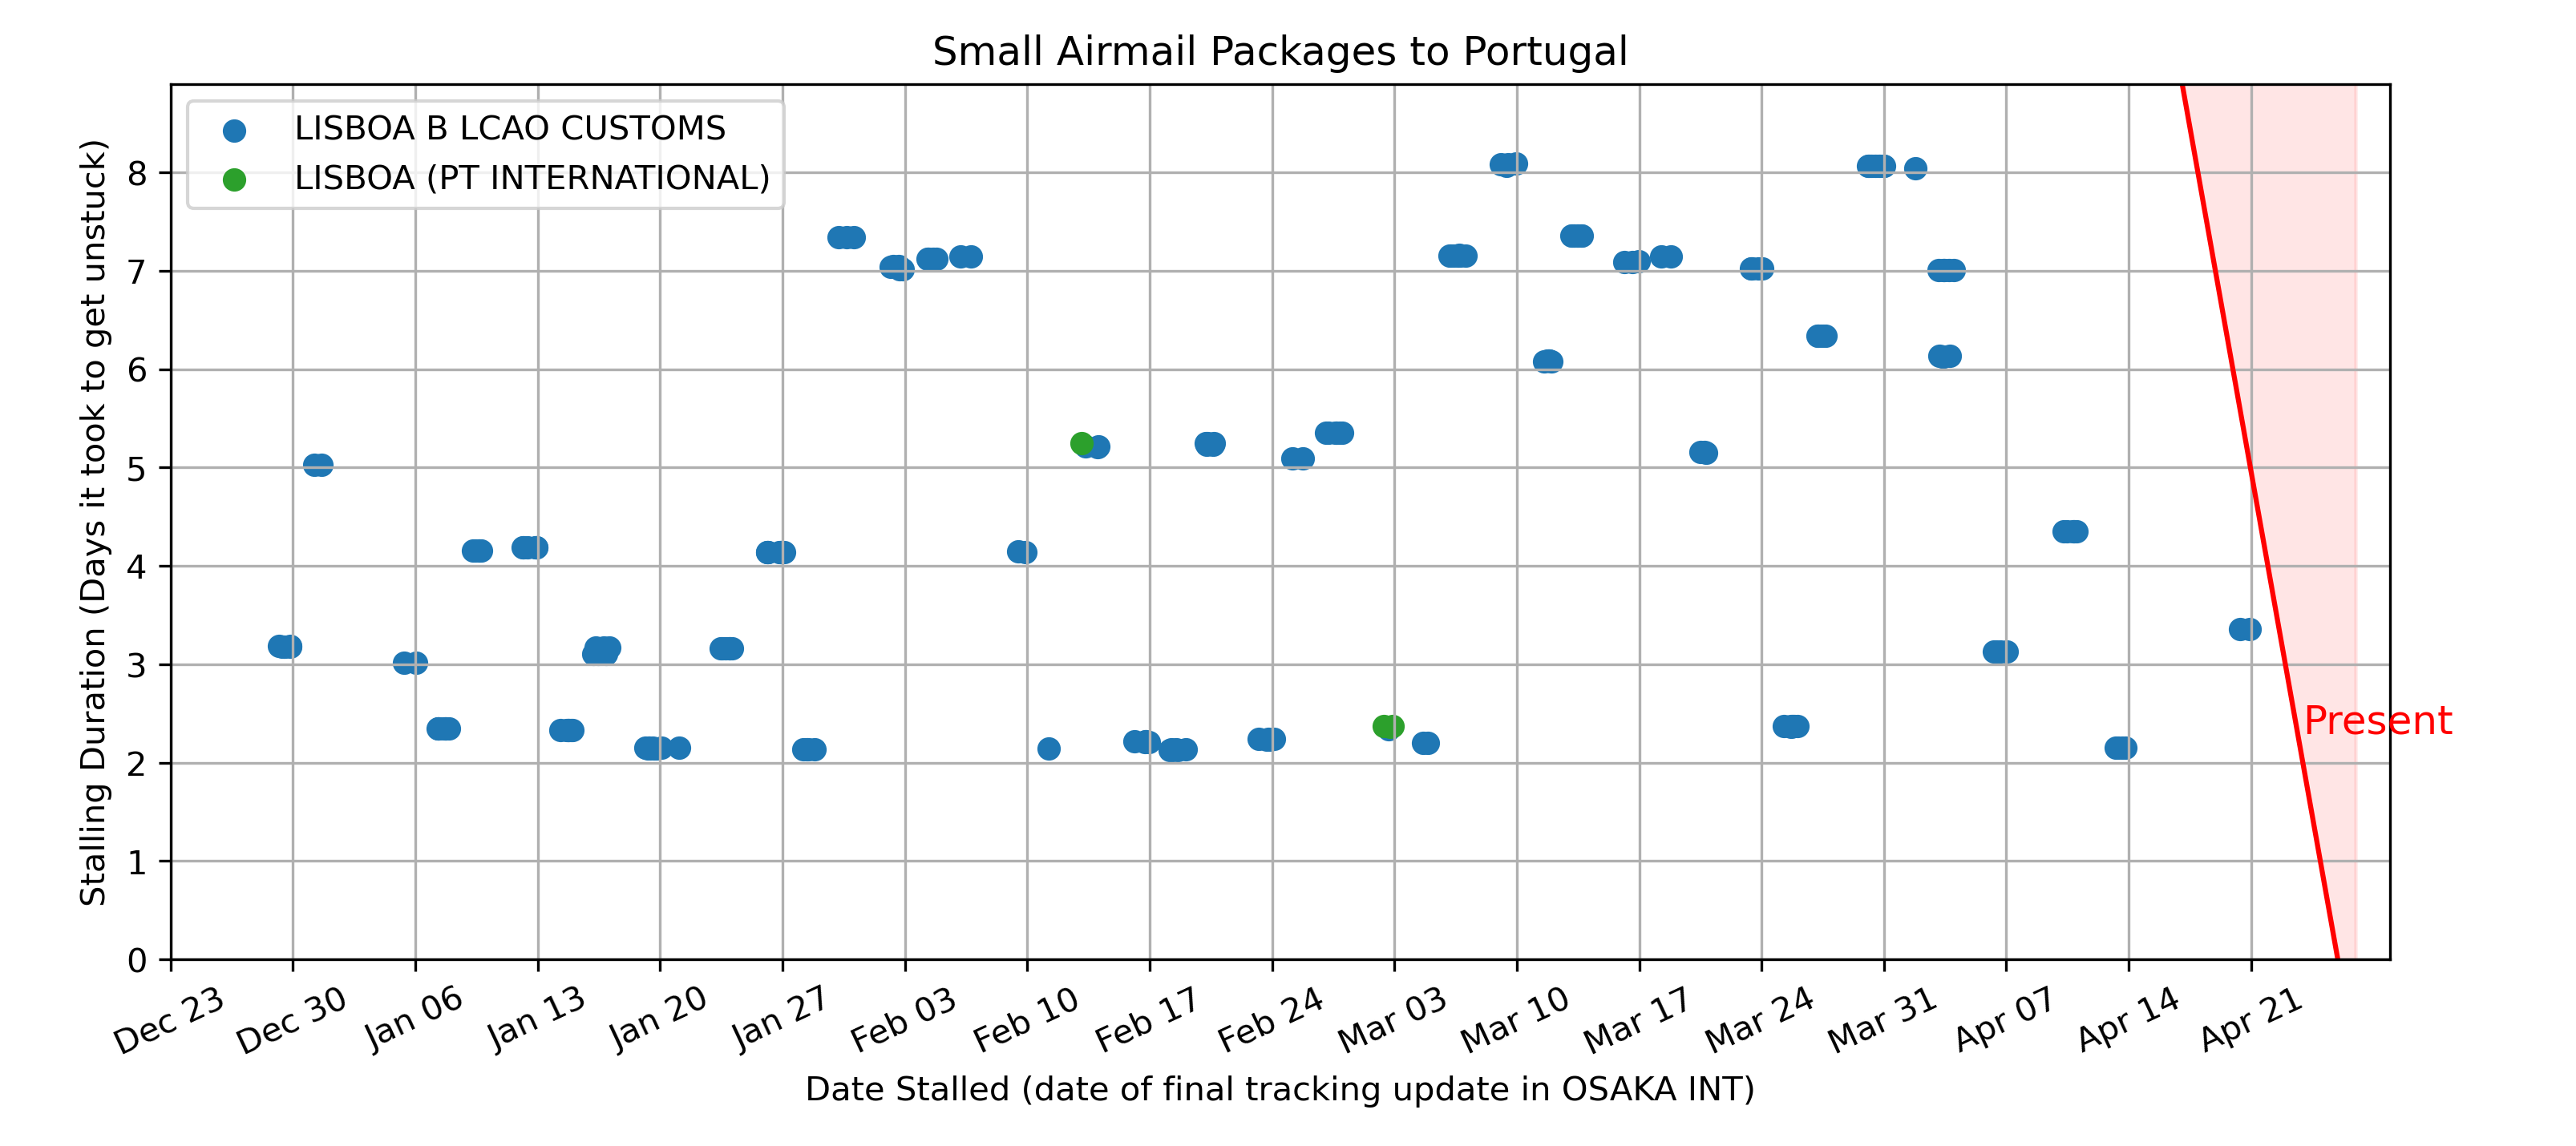 Small Airmail Packages to Portugal
LISBOA B LCAO CUSTOMS
LISBOA (PT INTERNATIONAL)
Stalling Duration (Days it took to get unstuck)
8
7
6
5
4
3
2
1
0
Present
Dec 23
Dec 30
Jan 06
Jan 13
Jan 20
Jan 27
Feb 03
Feb 10
Feb 17
Feb 24
Mar 03
Mar 10
Mar 17
Mar 24
Mar 31
Apr 07
Apr 14
Apr 21
Date Stalled (date of final tracking update in OSAKA INT)